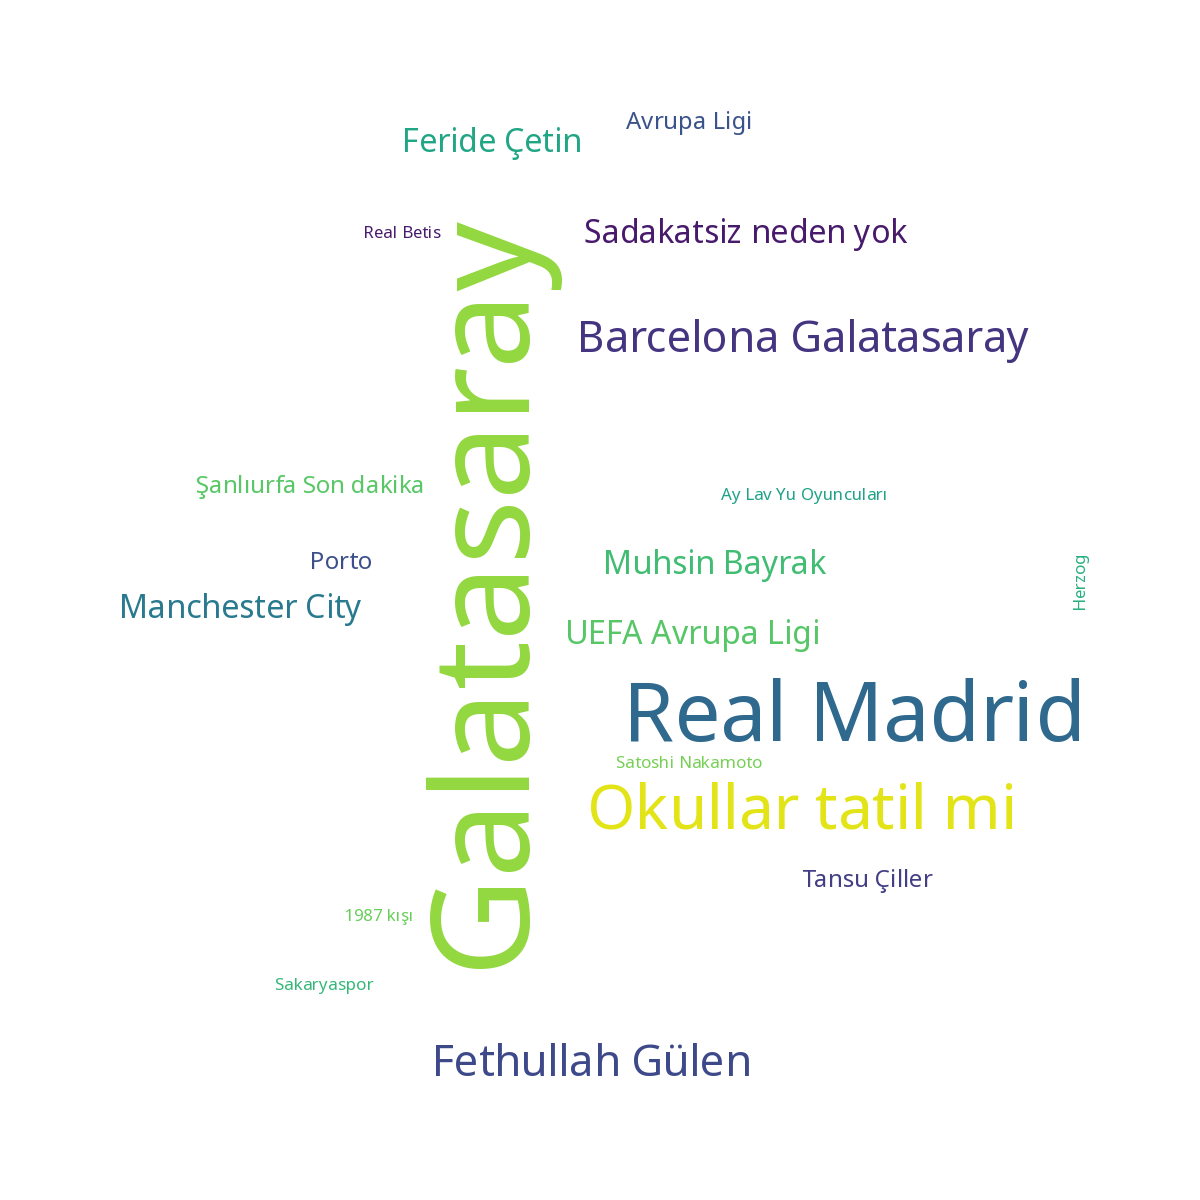 Avrupa Ligi
Feride Çetin
Real Betis
Sadakatsiz neden yok
Galatasaray
Barcelona Galatasaray
Şanlıurfa Son dakika
Ay Lav Yu Oyuncuları
Porto
Muhsin Bayrak
Herzog
Manchester City
UEFA Avrupa Ligi
Real Madrid
Satoshi Nakamoto
Okullar tatil mi
Tansu Çiller
1987 kışı
Sakaryaspor
Fethullah Gülen